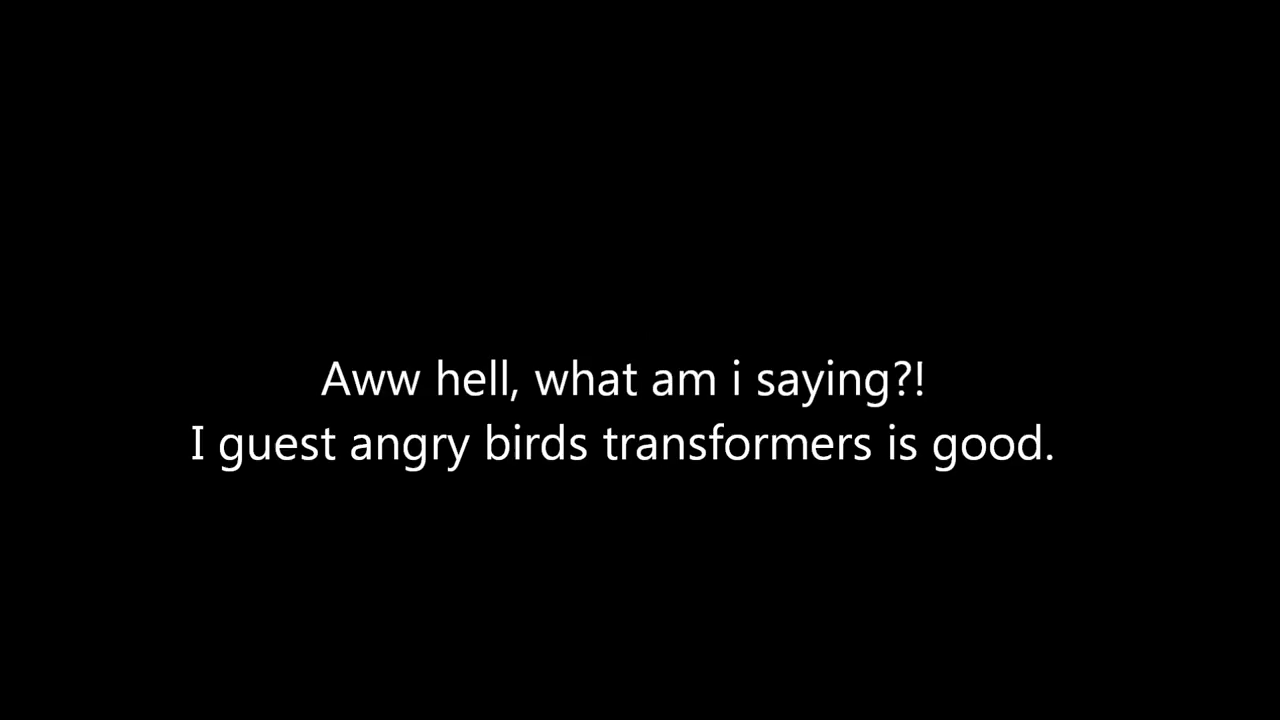 Aww hell, what am i saying?!
I guest angry birds transformers is good.